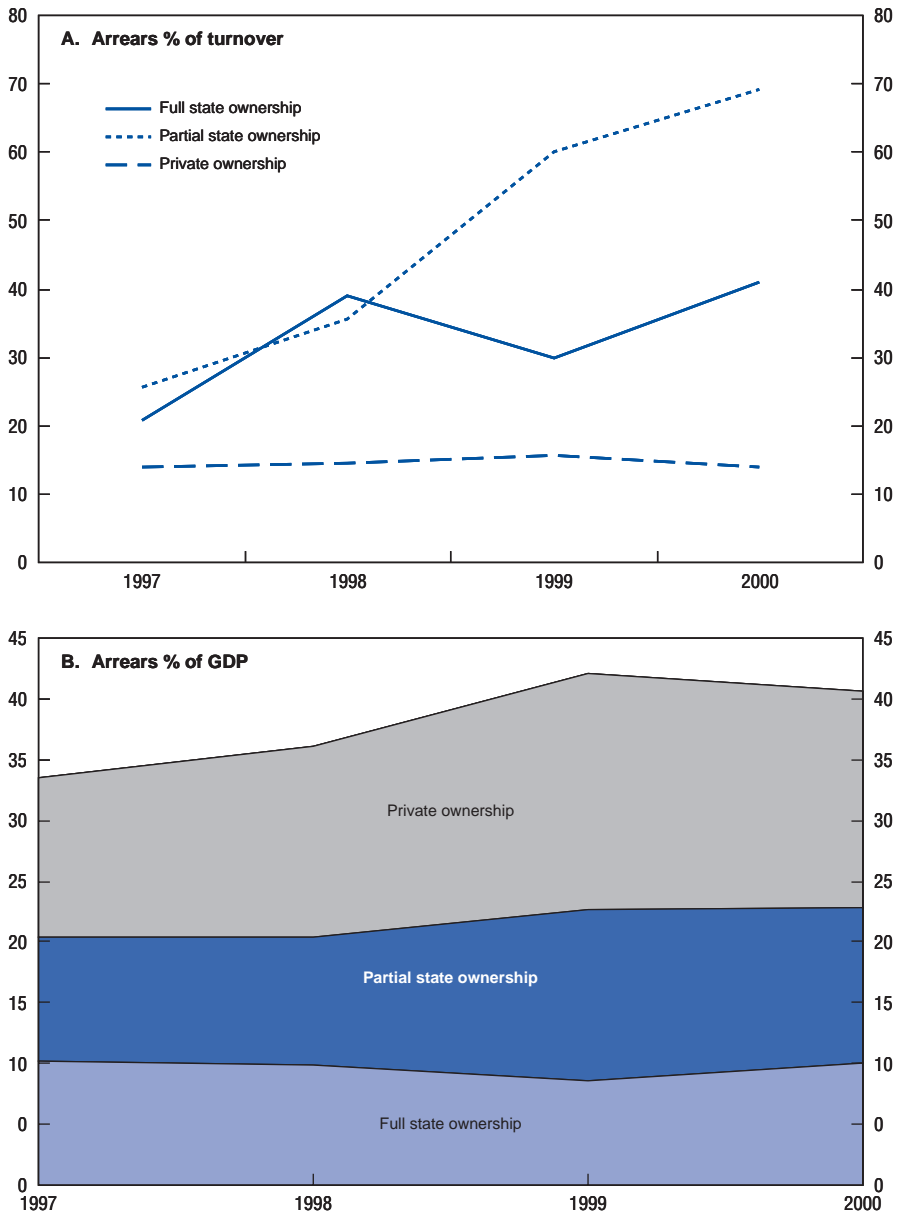 A. Arrears % of turnover
80 80
70 70
60 60
50 50
40 40
30 30
20 20
10 10
0 0
Full state ownership
Partial state ownership
Private ownership
1997 1998 1999 2000
B. Arrears % of GDP
45 45
40 40
35 35
30 30
25 25
20 20
15 15
10 10
0 0
0 0
Private ownership
Partial state ownership
Full state ownership
1997 1998 1999 2000